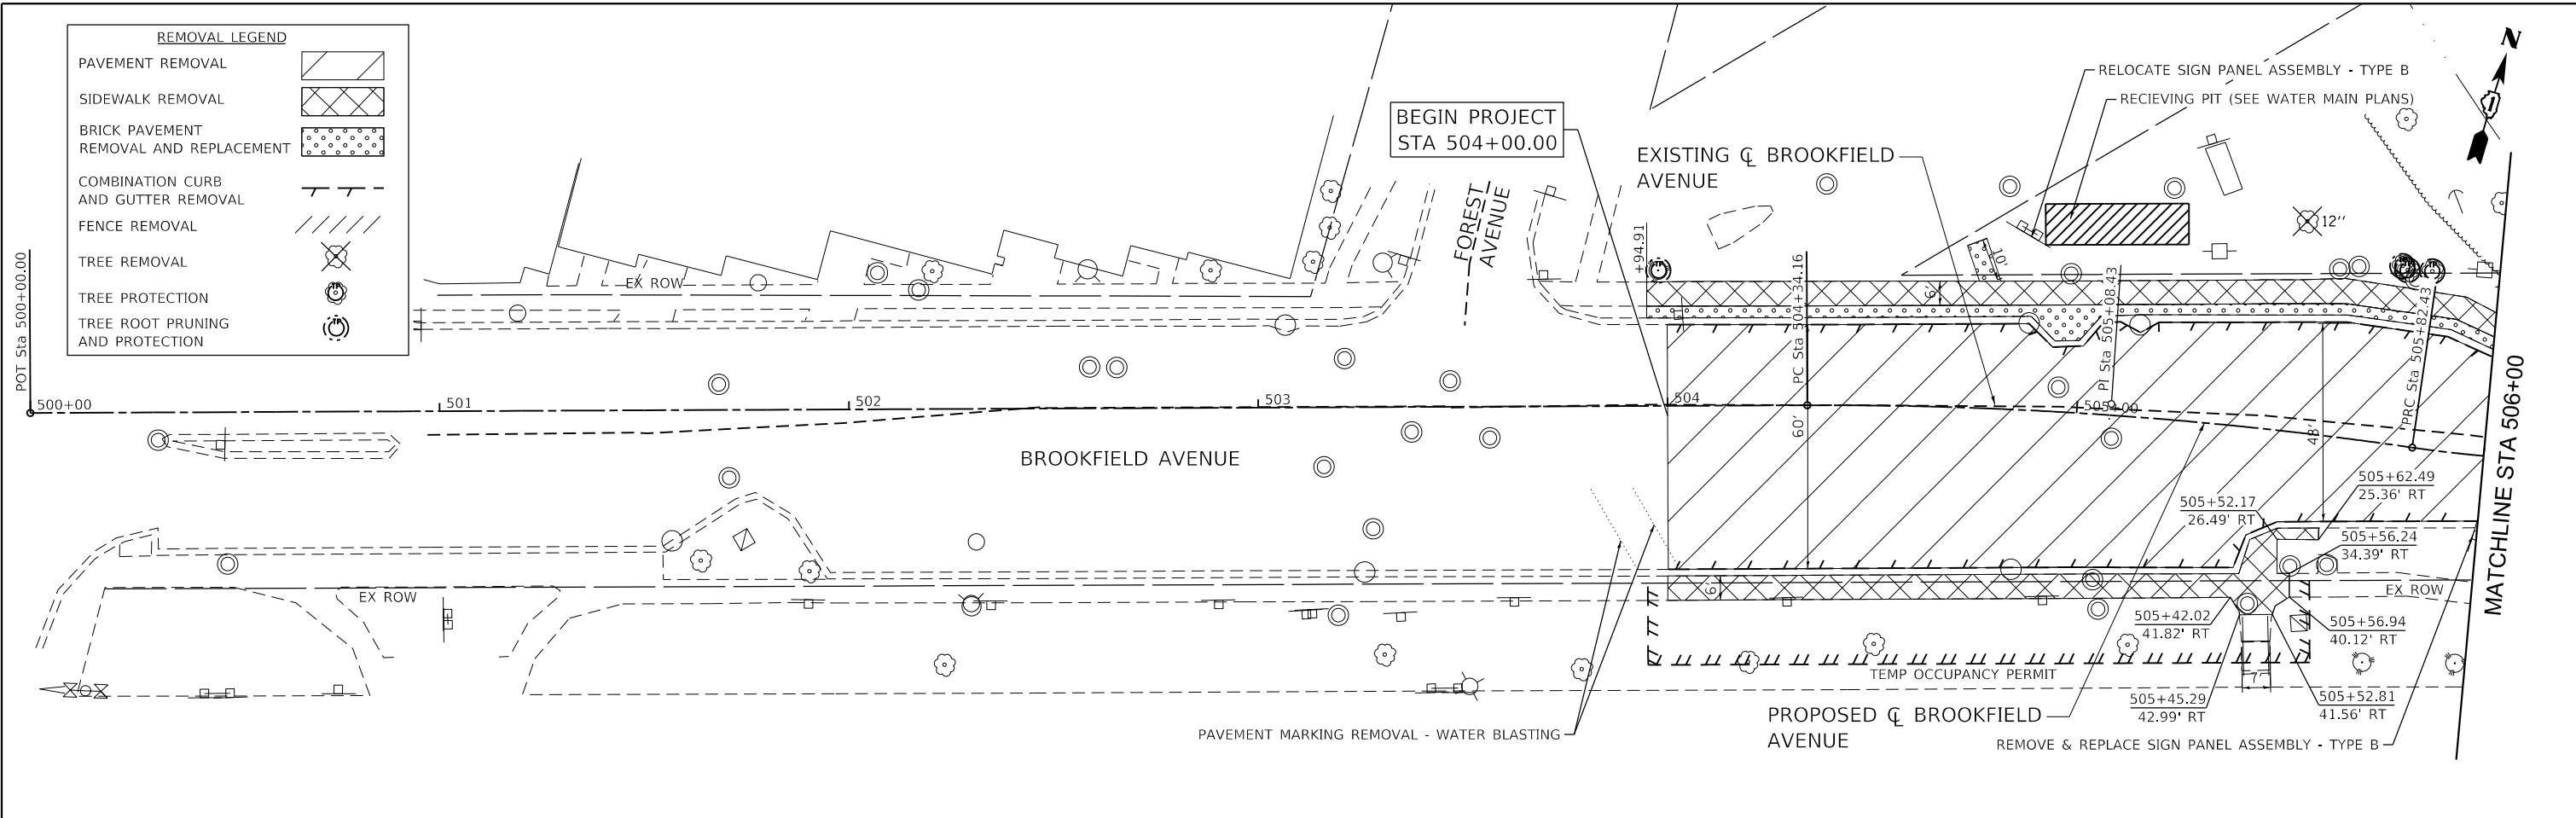 REMOVAL LEGEND
PAVEMENT REMOVAL
SIDEWALK REMOVAL
BRICK PAVEMENT
REMOVAL AND REPLACEMENT
COMBINATION CURB
AND GUTTER REMOVAL
FENCE REMOVAL
TREE REMOVAL
TREE PROTECTION
TREE ROOT PRUNING
AND PROTECTION
TP
TP
POT Sta 500+00.00
500+00
501
502
503
504
505+00
EX ROW
EX ROW
EX ROW
BROOKFIELD AVENUE
FOREST
AVENUE
BEGIN PROJECT
STA 504+00.00
EXISTING ℄ BROOKFIELD
AVENUE
RELOCATE SIGN PANEL ASSEMBLY - TYPE B
RECIEVING PIT (SEE WATER MAIN PLANS)
N
12''
10'
+94.91
TP
TP
6'
5'
PC Sta 504+34.16
60'
PI Sta 505+08.43
PRC Sta 505+82.43
48'
MATCHLINE STA 506+00
505+62.49
25.36' RT
505+52.17
26.49' RT
505+56.24
34.39' RT
505+42.02
41.82' RT
505+56.94
40.12' RT
505+45.29
42.99' RT
505+52.81
41.56' RT
6'
7'
TEMP OCCUPANCY PERMIT
PROPOSED ℄ BROOKFIELD
AVENUE
PAVEMENT MARKING REMOVAL - WATER BLASTING
REMOVE & REPLACE SIGN PANEL ASSEMBLY - TYPE B